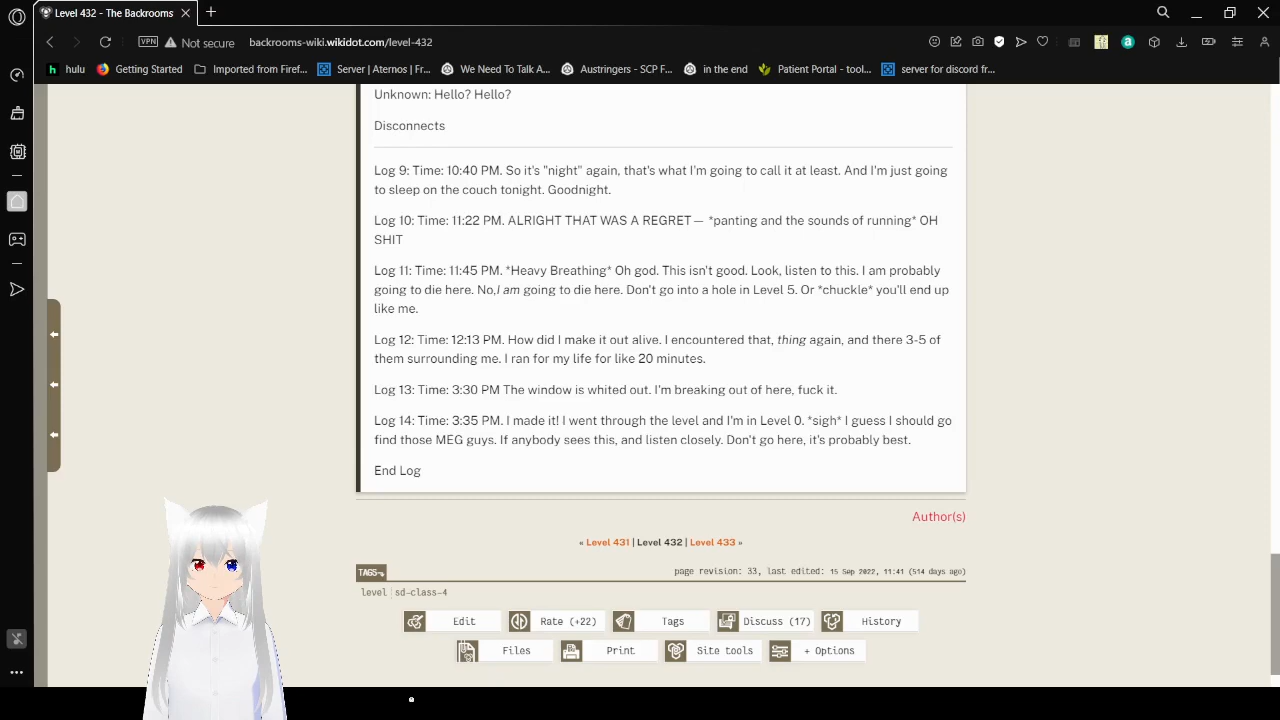 Level 432 - The Backrooms
VPN Not secure backrooms-wiki.wikidot.com/level-432
hulu Getting Started Imported from Firef... Server | Aternos | Fr... We Need To Talk A... Austringers - SCP F... in the end Patient Portal - tool... server for discord fr...
Unknown: Hello? Hello?
Disconnects
Log 9: Time: 10:40 PM. So it's "night" again, that's what I'm going to call it at least. And I'm just going
to sleep on the couch tonight. Goodnight.
Log 10: Time: 11:22 PM. ALRIGHT THAT WAS A REGRET— *panting and the sounds of running* OH
SHIT
Log 11: Time: 11:45 PM. *Heavy Breathing* Oh god. This isn't good. Look, listen to this. I am probably
going to die here. No,I am going to die here. Don't go into a hole in Level 5. Or *chuckle* you'll end up
like me.
Log 12: Time: 12:13 PM. How did I make it out alive. I encountered that, thing again, and there 3-5 of
them surrounding me. I ran for my life for like 20 minutes.
Log 13: Time: 3:30 PM The window is whited out. I'm breaking out of here, fuck it.
Log 14: Time: 3:35 PM. I made it! I went through the level and I'm in Level 0. *sigh* I guess I should go
find those MEG guys. If anybody sees this, and listen closely. Don't go here, it's probably best.
End Log
Author(s)
« Level 431 | Level 432 | Level 433 »
TAGS page revision: 33, last edited: 15 Sep 2022, 11:41 (514 days ago)
level sd-class-4
Edit Rate (+22) Tags Discuss (17) History
Files Print Site tools + Options